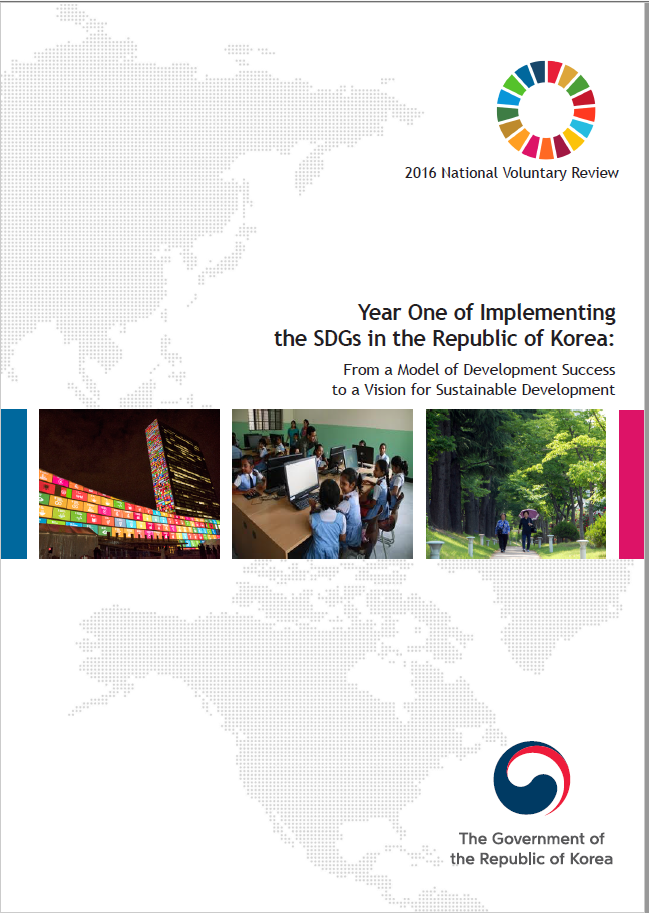 2016 National Voluntary Review
Year One of Implementing
the SDGs in the Republic of Korea:
From a Model of Development Success
to a Vision for Sustainable Development
The Government of
the Republic of Korea